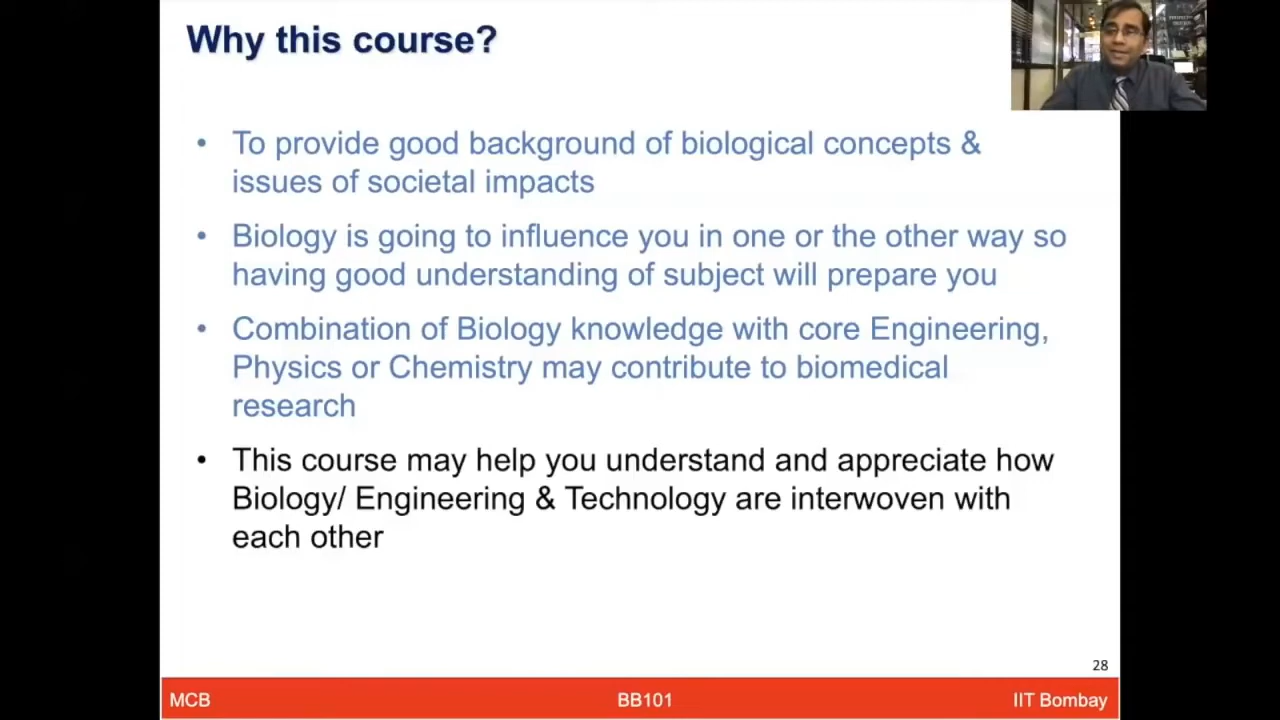 Why this course?
• To provide good background of biological concepts &
issues of societal impacts
• Biology is going to influence you in one or the other way so
having good understanding of subject will prepare you
• Combination of Biology knowledge with core Engineering,
Physics or Chemistry may contribute to biomedical
research
• This course may help you understand and appreciate how
Biology/ Engineering & Technology are interwoven with
each other
28
MCB BB101 IIT Bombay